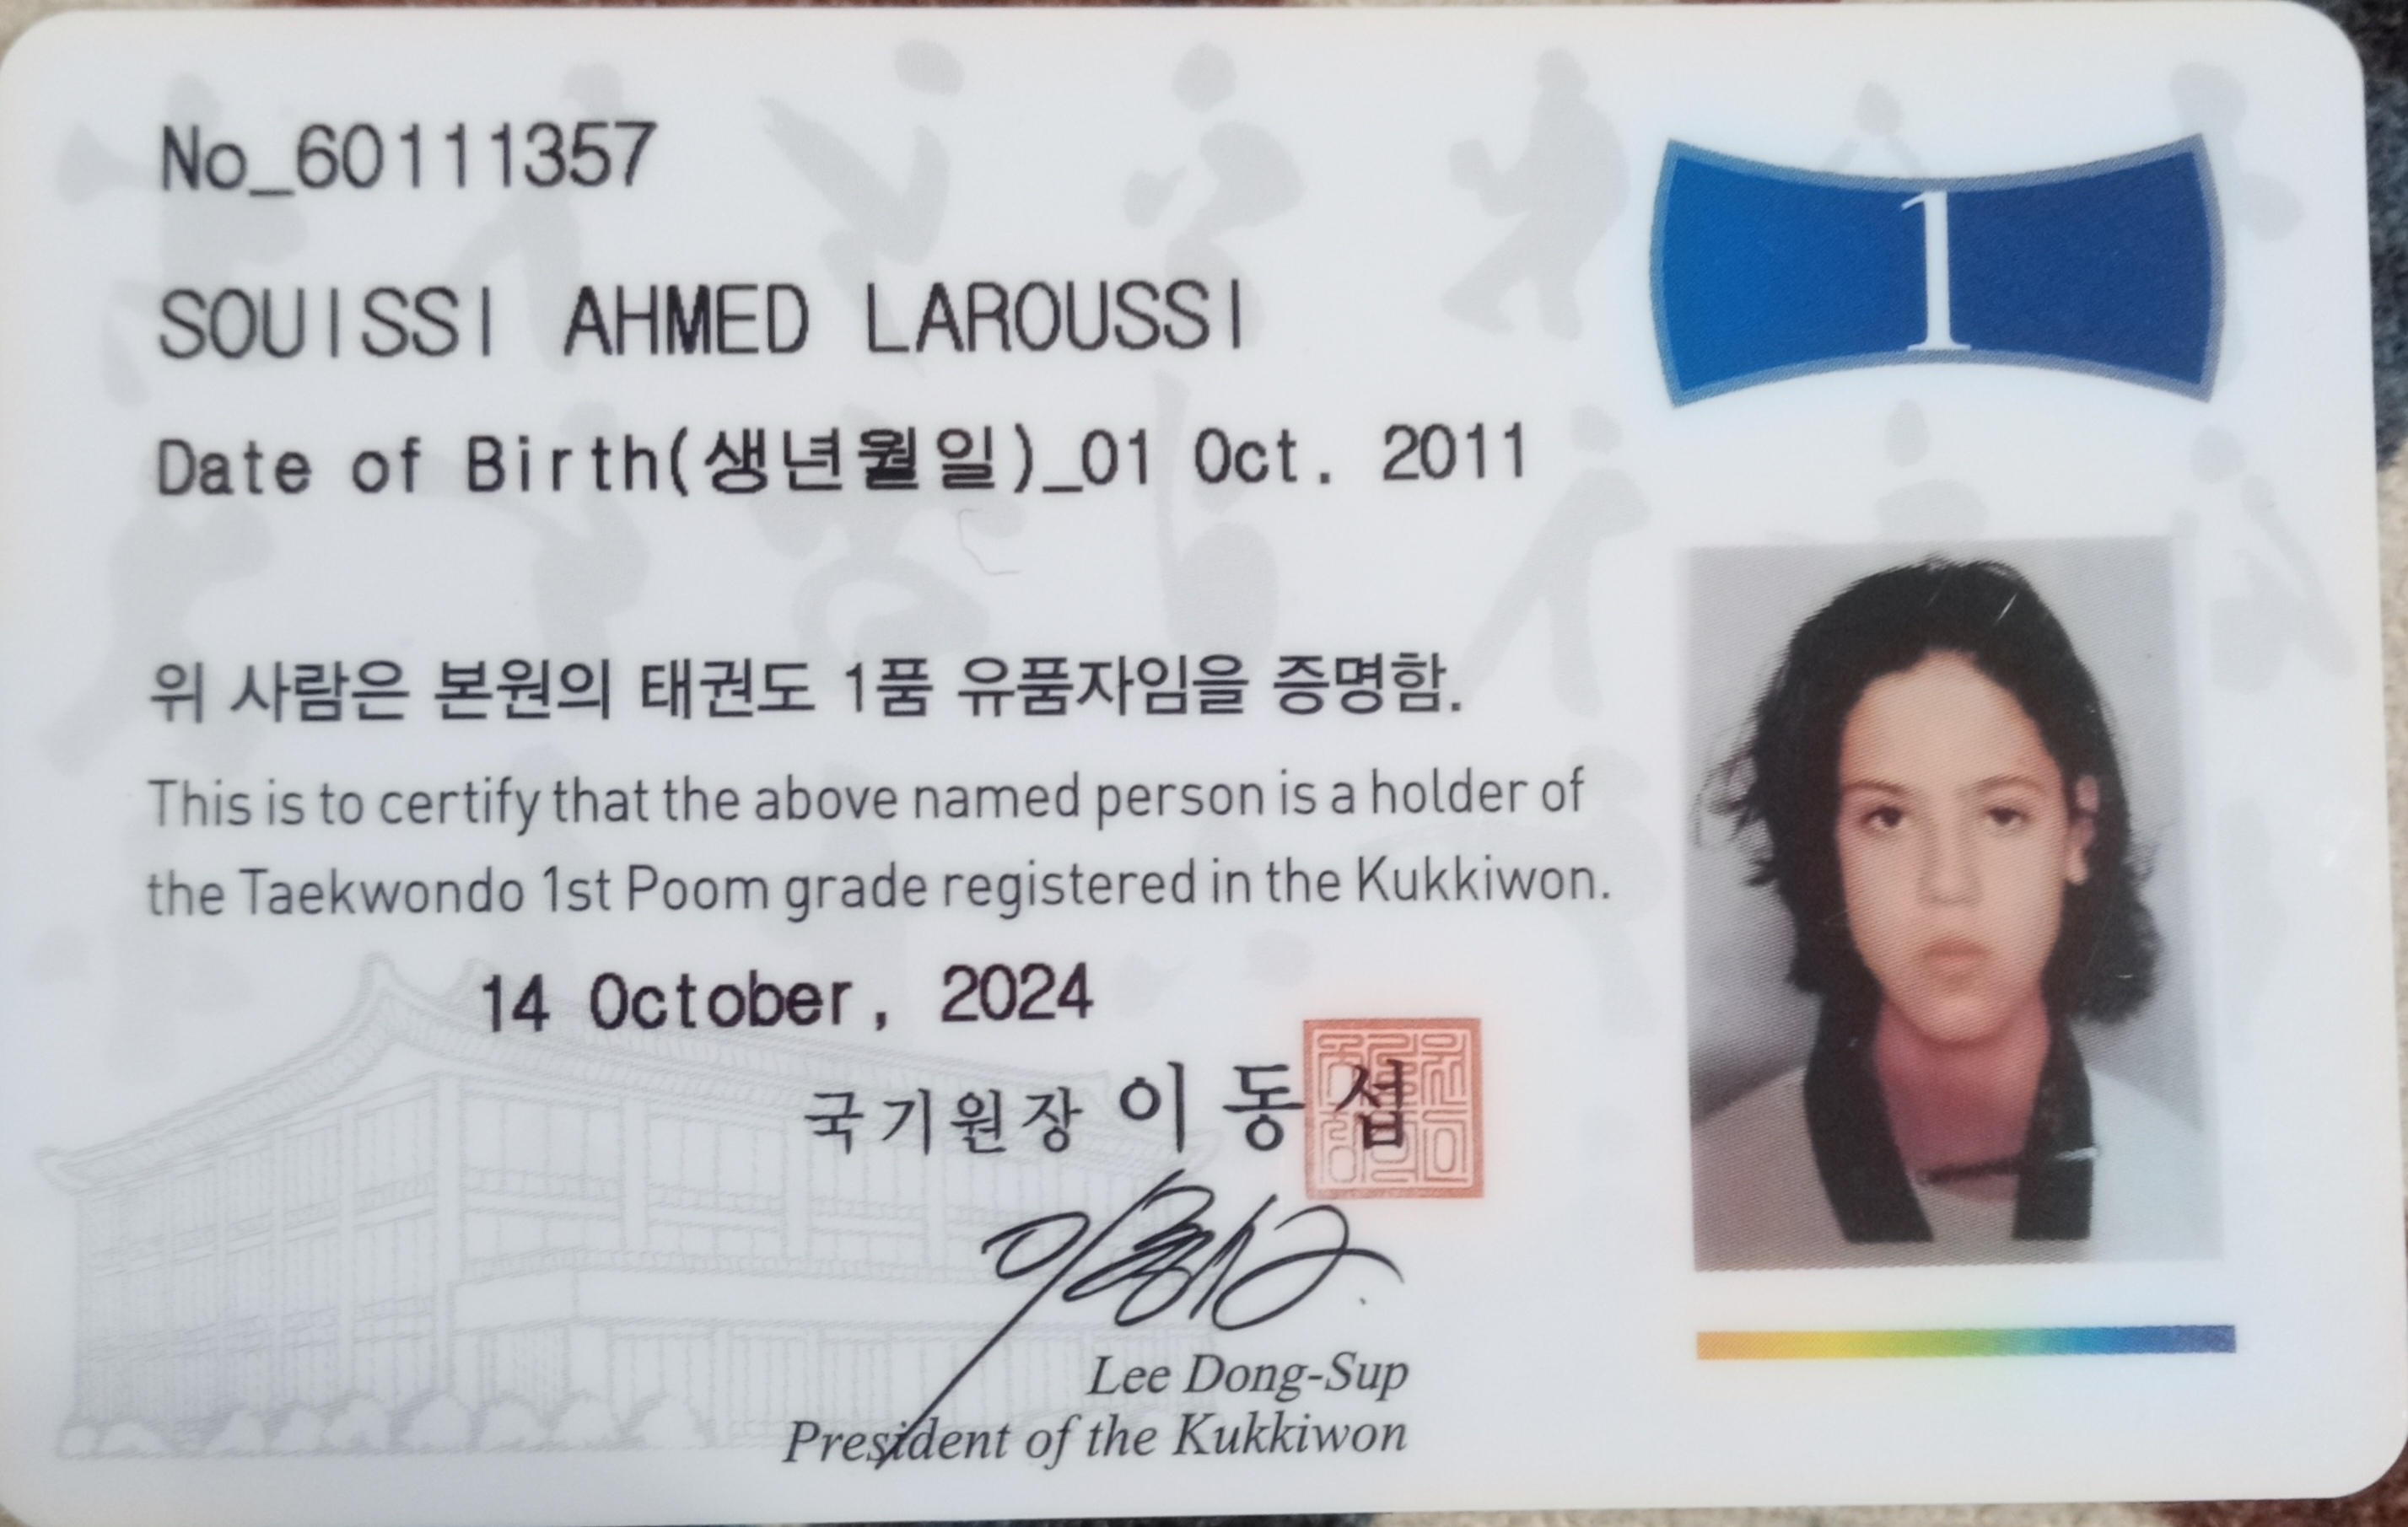 No_60111357
1
SOUISSI AHMED LAROUSSI
Date of Birth(생년월일)_01 Oct. 2011
위 사람은 본원의 태권도 1품 유품자임을 증명함.
This is to certify that the above named person is a holder of
the Taekwondo 1st Poom grade registered in the Kukkiwon.
14 October, 2024
국기원장 이동섭
Lee Dong-Sup
President of the Kukkiwon